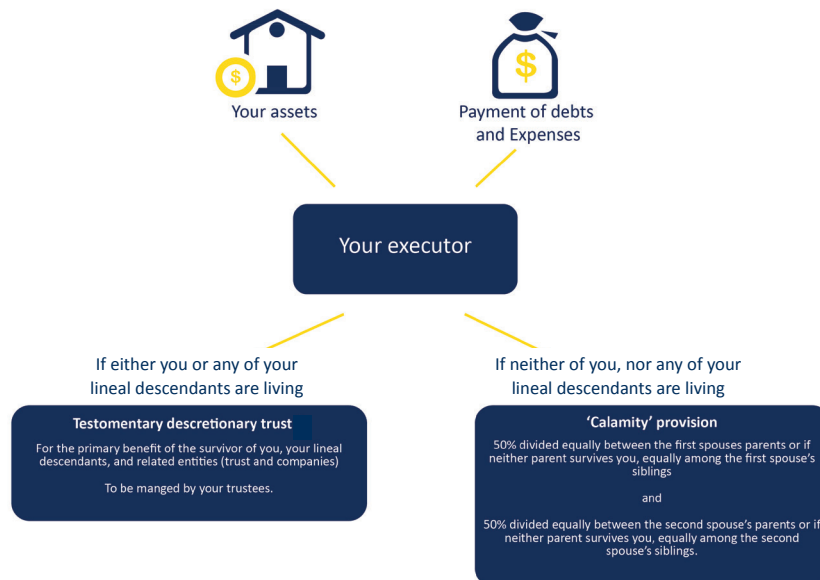 $
$
Your assets
Payment of debts
and Expenses
Your executor
If either you or any of your
lineal descendants are living
If neither of you, nor any of your
lineal descendants are living
Testomentary descretionary trust
For the primary benefit of the survivor of you, your lineal
descendants, and related entities (trust and companies)
To be manged by your trustees.
'Calamity' provision
50% divided equally between the first spouses parents or if
neither parent survives you, equally among the first spouse's
siblings
and
50% divided equally between the second spouse's parents or if
neither parent survives you, equally among the second
spouse's siblings.